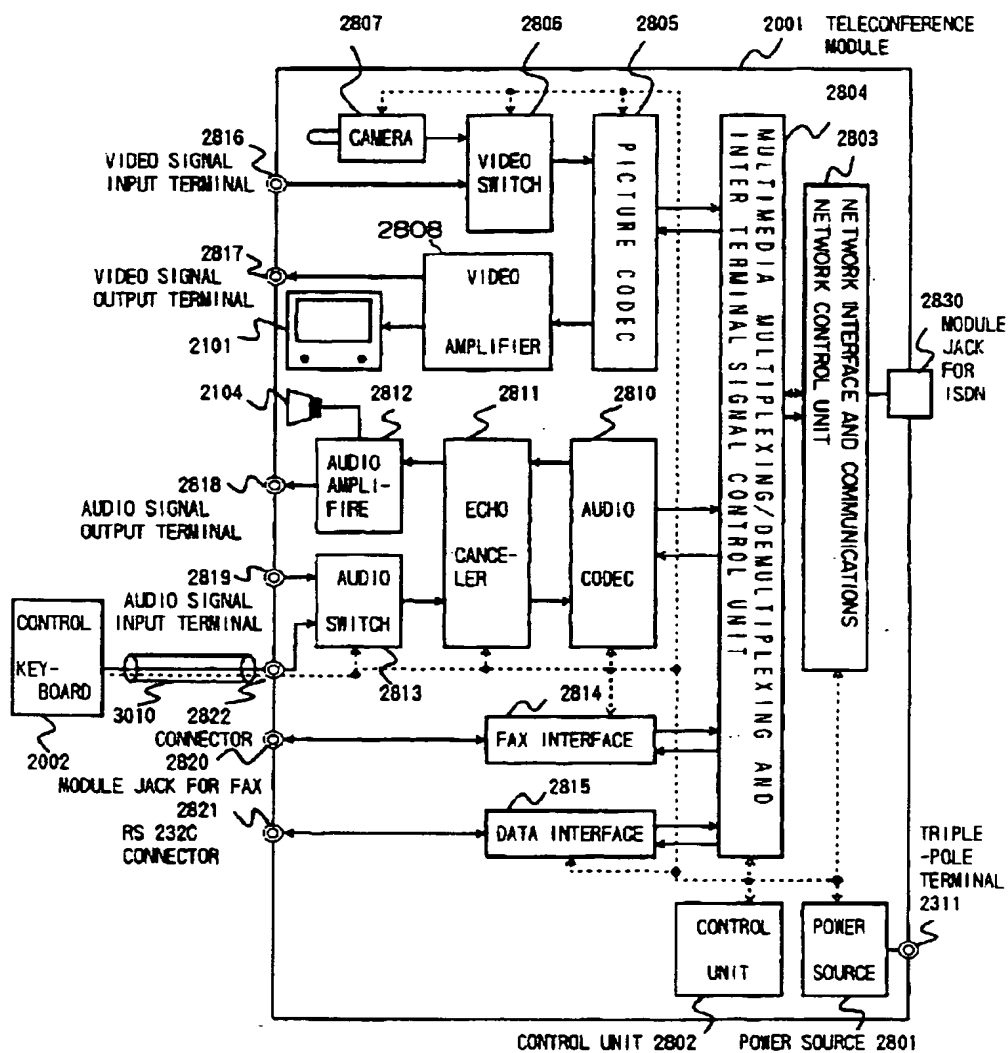 2807
2806
2805
2001 TELECONFERENCE
MODULE
2804
2803
2816
VIDEO SIGNAL
INPUT TERMINAL
CAMERA
VIDEO
SWITCH
PICTURE CODEC
MULTIMEDIA MULTIPLEXING/DEMULTIPLEXING AND
INTER TERMINAL SIGNAL CONTROL UNIT
NETWORK INTERFACE AND COMMUNICATIONS
NETWORK CONTROL UNIT
2817
VIDEO SIGNAL
OUTPUT TERMINAL
2808
VIDEO
AMPLIFIER
2101
2830
MODULE
JACK
FOR
ISDN
2104
2812
2811
2810
2818
AUDIO SIGNAL
OUTPUT TERMINAL
AUDIO
AMPLI-
FIRE
ECHO
CANCE-
LER
AUDIO
CODEC
2819
AUDIO SIGNAL
INPUT TERMINAL
AUDIO
SWITCH
CONTROL
KEY-
BOARD
2002
3010
2822
CONNECTOR
2813
2814
FAX INTERFACE
2820
MODULE JACK FOR FAX
2821
RS 232C
CONNECTOR
2815
DATA INTERFACE
TRIPLE
-POLE
TERMINAL
2311
CONTROL
UNIT
POWER
SOURCE
CONTROL UNIT 2802
POWER SOURCE 2801